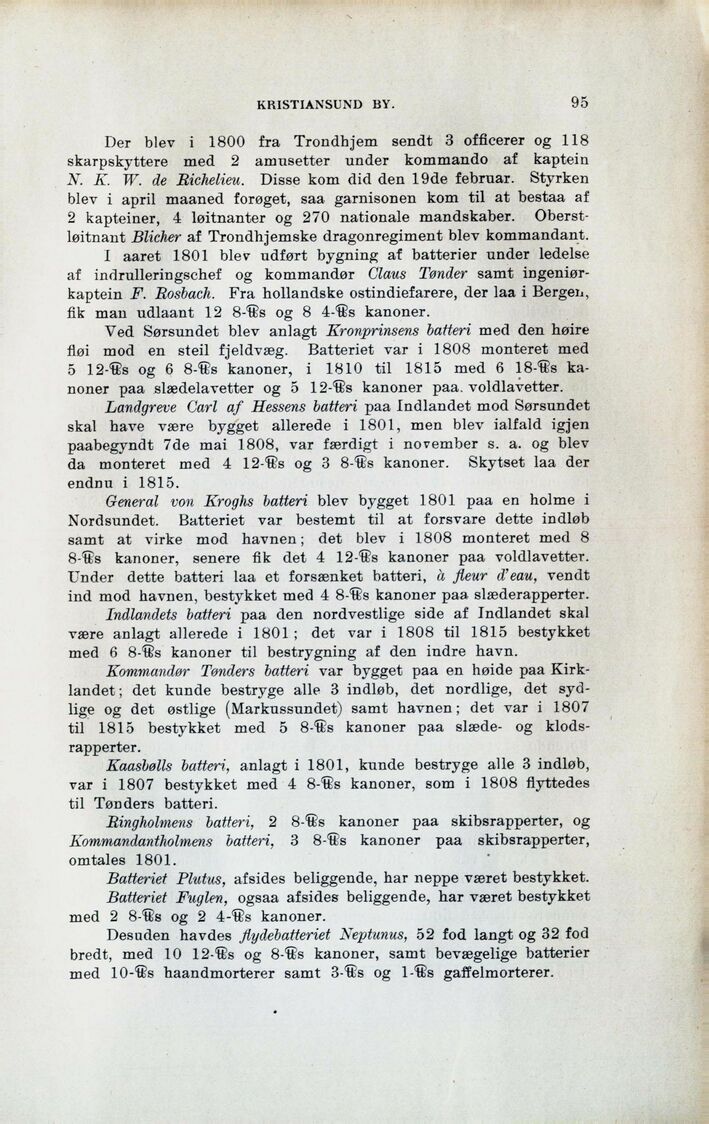 KRISTIANSUND BY. 95
Der blev i 1800 fra Trondhjem sendt 3 officerer og 118
skarpskyttere med 2 amusetter under kommando af kaptein
N. K. W. de Richelieu. Disse kom did den 19de februar. Styrken
blev i april maaned forøget, saa garnisonen kom til at bestaa af
2 kapteiner, 4 løitnanter og 270 nationale mandskaber. Oberst-
løitnant Blicher af Trondhjemske dragonregiment blev kommandant.
I aaret 1801 blev udført bygning af batterier under ledelse
af indrulleringschef og kommandør Claus Tønder samt ingeniør-
kaptein F. Rosbach. Fra hollandske ostindiefarere, der laa i Bergen,
fik man udlaant 12 8-℔s og 8 4-℔s kanoner.
Ved Sørsundet blev anlagt Kronprinsens batteri med den høire
fløi mod en steil fjeldvæg. Batteriet var i 1808 monteret med
5 12-℔s og 6 8-℔s kanoner, i 1810 til 1815 med 6 18-℔s ka-
noner paa slædelavetter og 5 12-℔s kanoner paa voldlavetter.
Landgreve Carl af Hessens batteri paa Indlandet mod Sørsundet
skal have være bygget allerede i 1801, men blev ialfald igjen
paabegyndt 7de mai 1808, var færdigt i november s. a. og blev
da monteret med 4 12-℔s og 3 8-℔s kanoner. Skytset laa der
endnu i 1815.
General von Kroghs batteri blev bygget 1801 paa en holme i
Nordsundet. Batteriet var bestemt til at forsvare dette indløb
samt at virke mod havnen; det blev i 1808 monteret med 8
8-℔s kanoner, senere fik det 4 12-℔s kanoner paa voldlavetter.
Under dette batteri laa et forsænket batteri, à fleur d'eau, vendt
ind mod havnen, bestykket med 4 8-℔s kanoner paa slæderapperter.
Indlandets batteri paa den nordvestlige side af Indlandet skal
være anlagt allerede i 1801; det var i 1808 til 1815 bestykket
med 6 8-℔s kanoner til bestrygning af den indre havn.
Kommandør Tønders batteri var bygget paa en høide paa Kirk-
landet; det kunde bestryge alle 3 indløb, det nordlige, det syd-
lige og det østlige (Markussundet) samt havnen; det var i 1807
til 1815 bestykket med 5 8-℔s kanoner paa slæde- og klods-
rapperter.
Kaasbølls batteri, anlagt i 1801, kunde bestryge alle 3 indløb,
var i 1807 bestykket med 4 8-℔s kanoner, som i 1808 flyttedes
til Tønders batteri.
Ringholmens batteri, 2 8-℔s kanoner paa skibsrapperter, og
Kommandantholmens batteri, 3 8-℔s kanoner paa skibsrapperter,
omtales 1801.
Batteriet Plutus, afsides beliggende, har neppe været bestykket.
Batteriet Fuglen, ogsaa afsides beliggende, har været bestykket
med 2 8-℔s og 2 4-℔s kanoner.
Desuden havdes flydebatteriet Neptunus, 52 fod langt og 32 fod
bredt, med 10 12-℔s og 8-℔s kanoner, samt bevægelige batterier
med 10-℔s haandmorterer samt 3-℔s og 1-℔s gaffelmorterer.